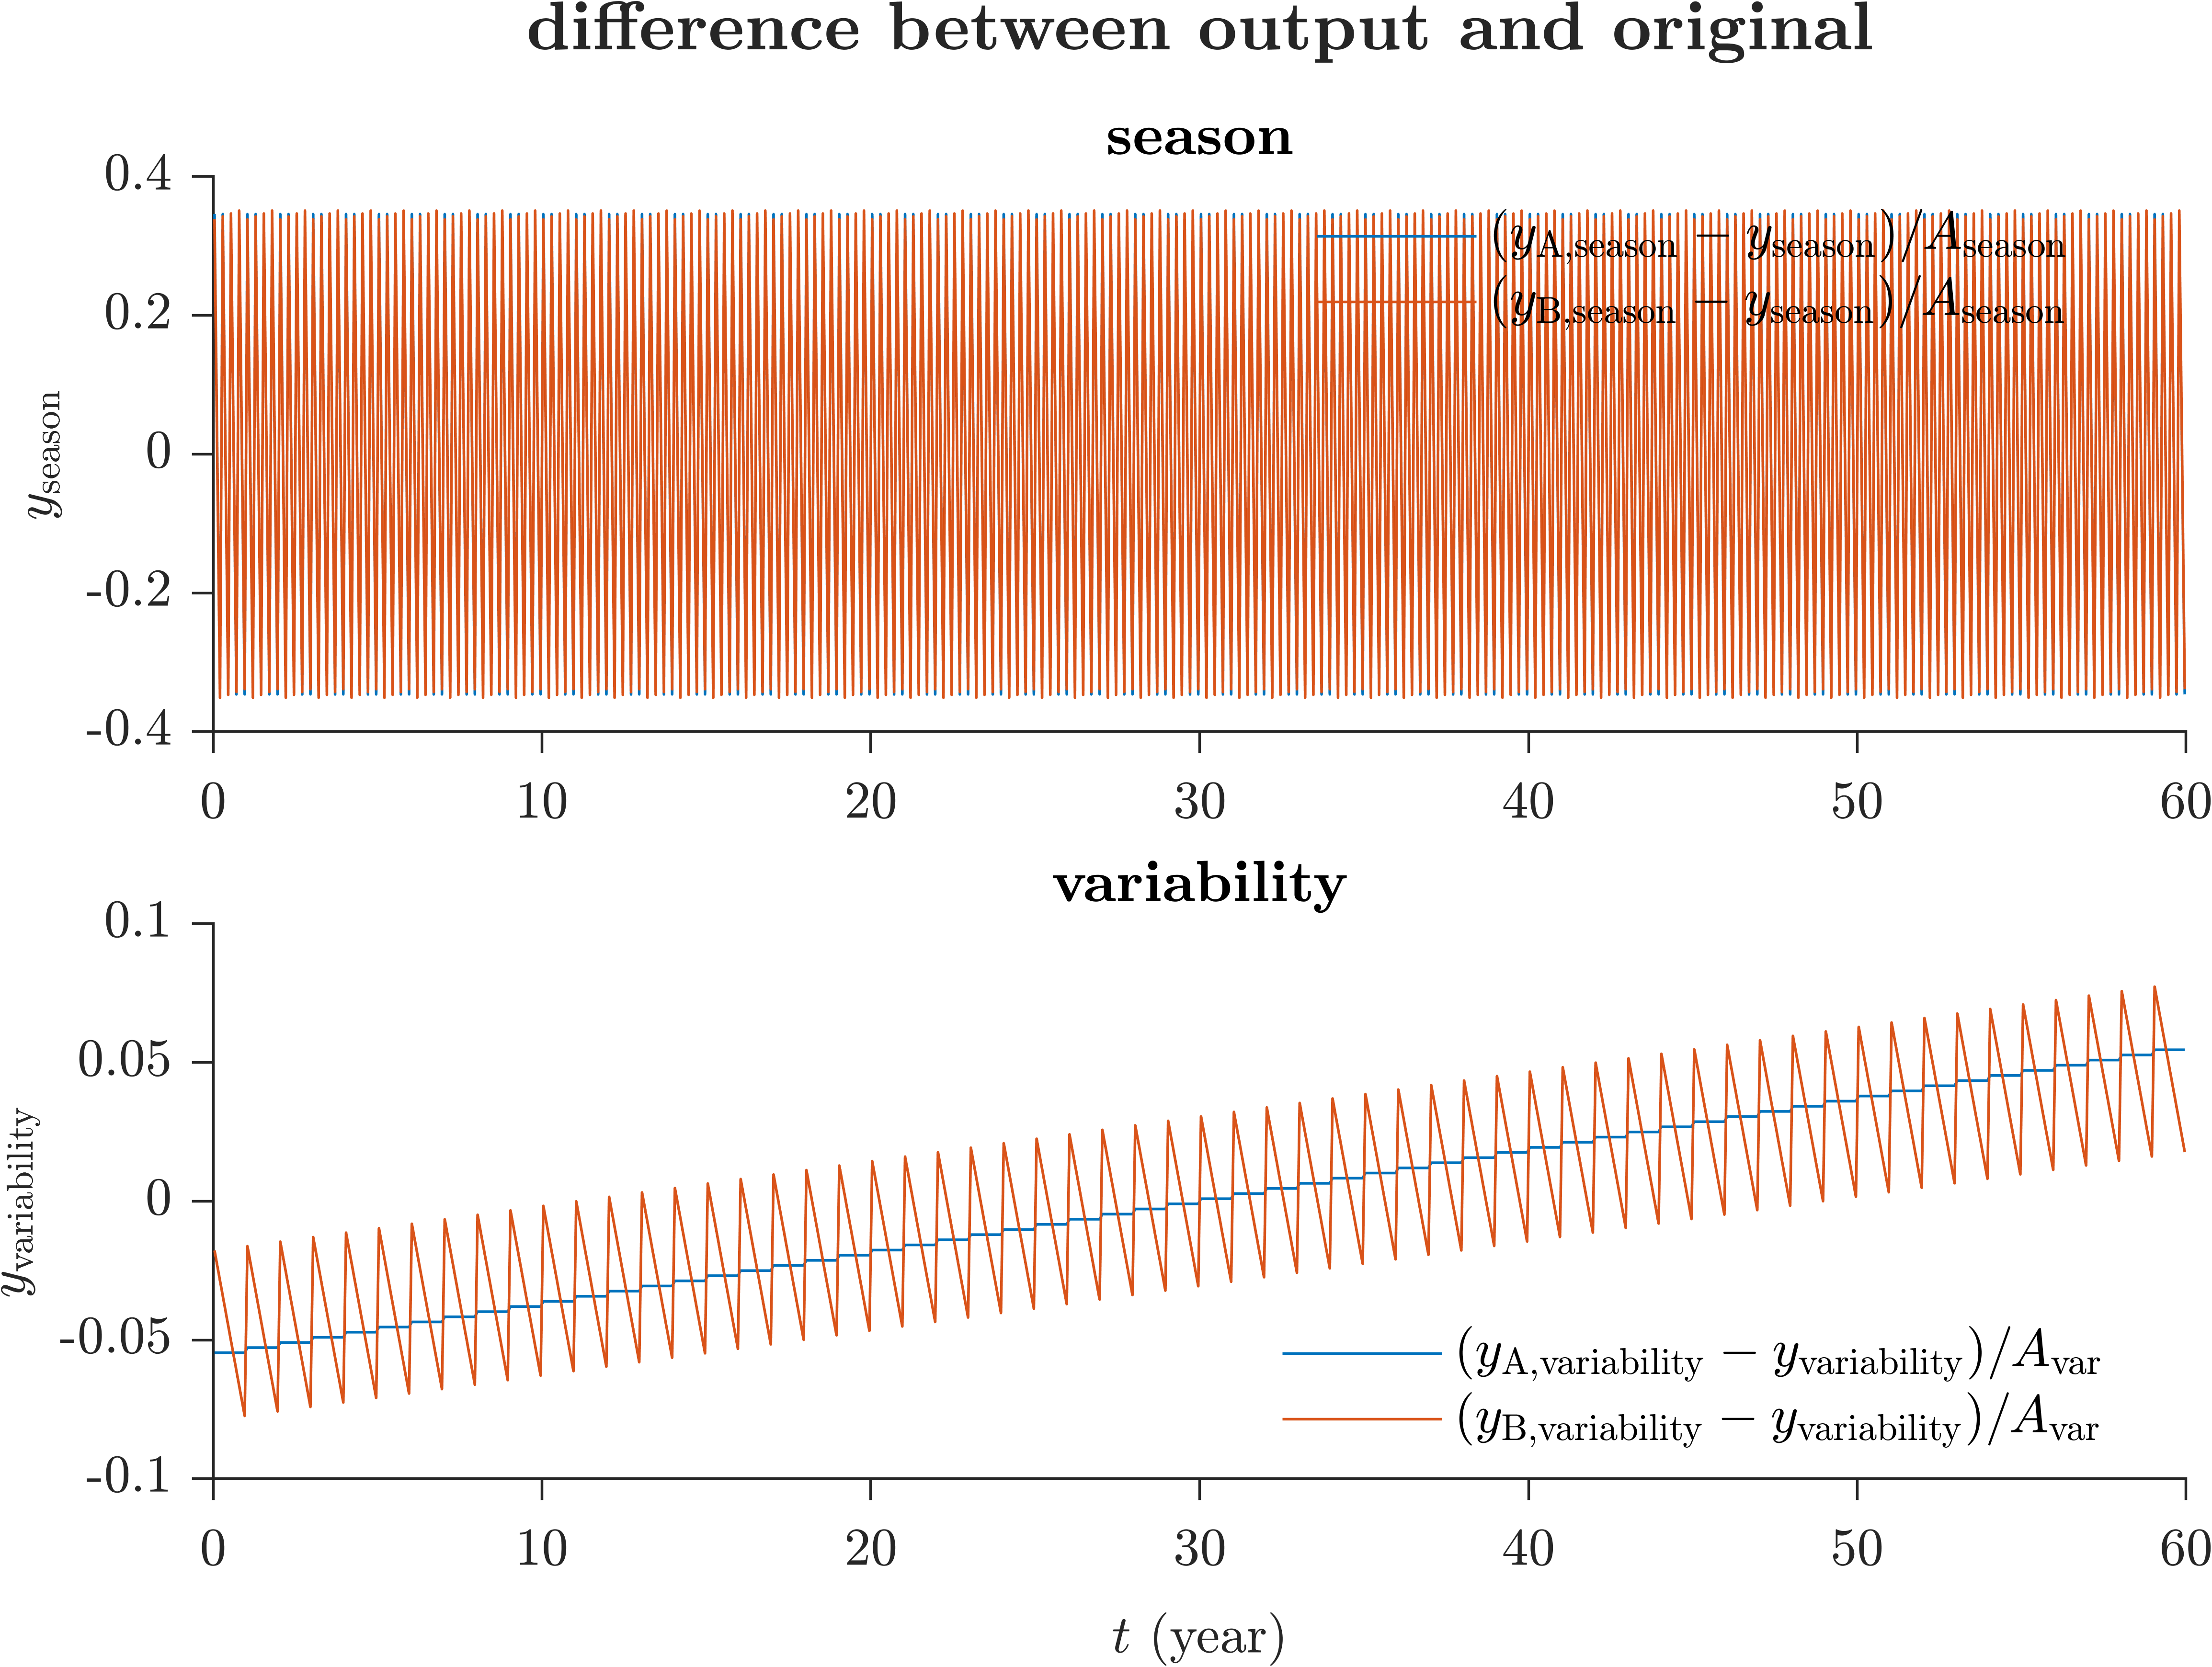 difference between output and original
season
0.4
0.2
0
-0.2
-0.4
y_season
(y_A,season − y_season)/A_season
(y_B,season − y_season)/A_season
0 10 20 30 40 50 60
variability
0.1
0.05
0
-0.05
-0.1
y_variability
(y_A,variability − y_variability)/A_var
(y_B,variability − y_variability)/A_var
0 10 20 30 40 50 60
t (year)